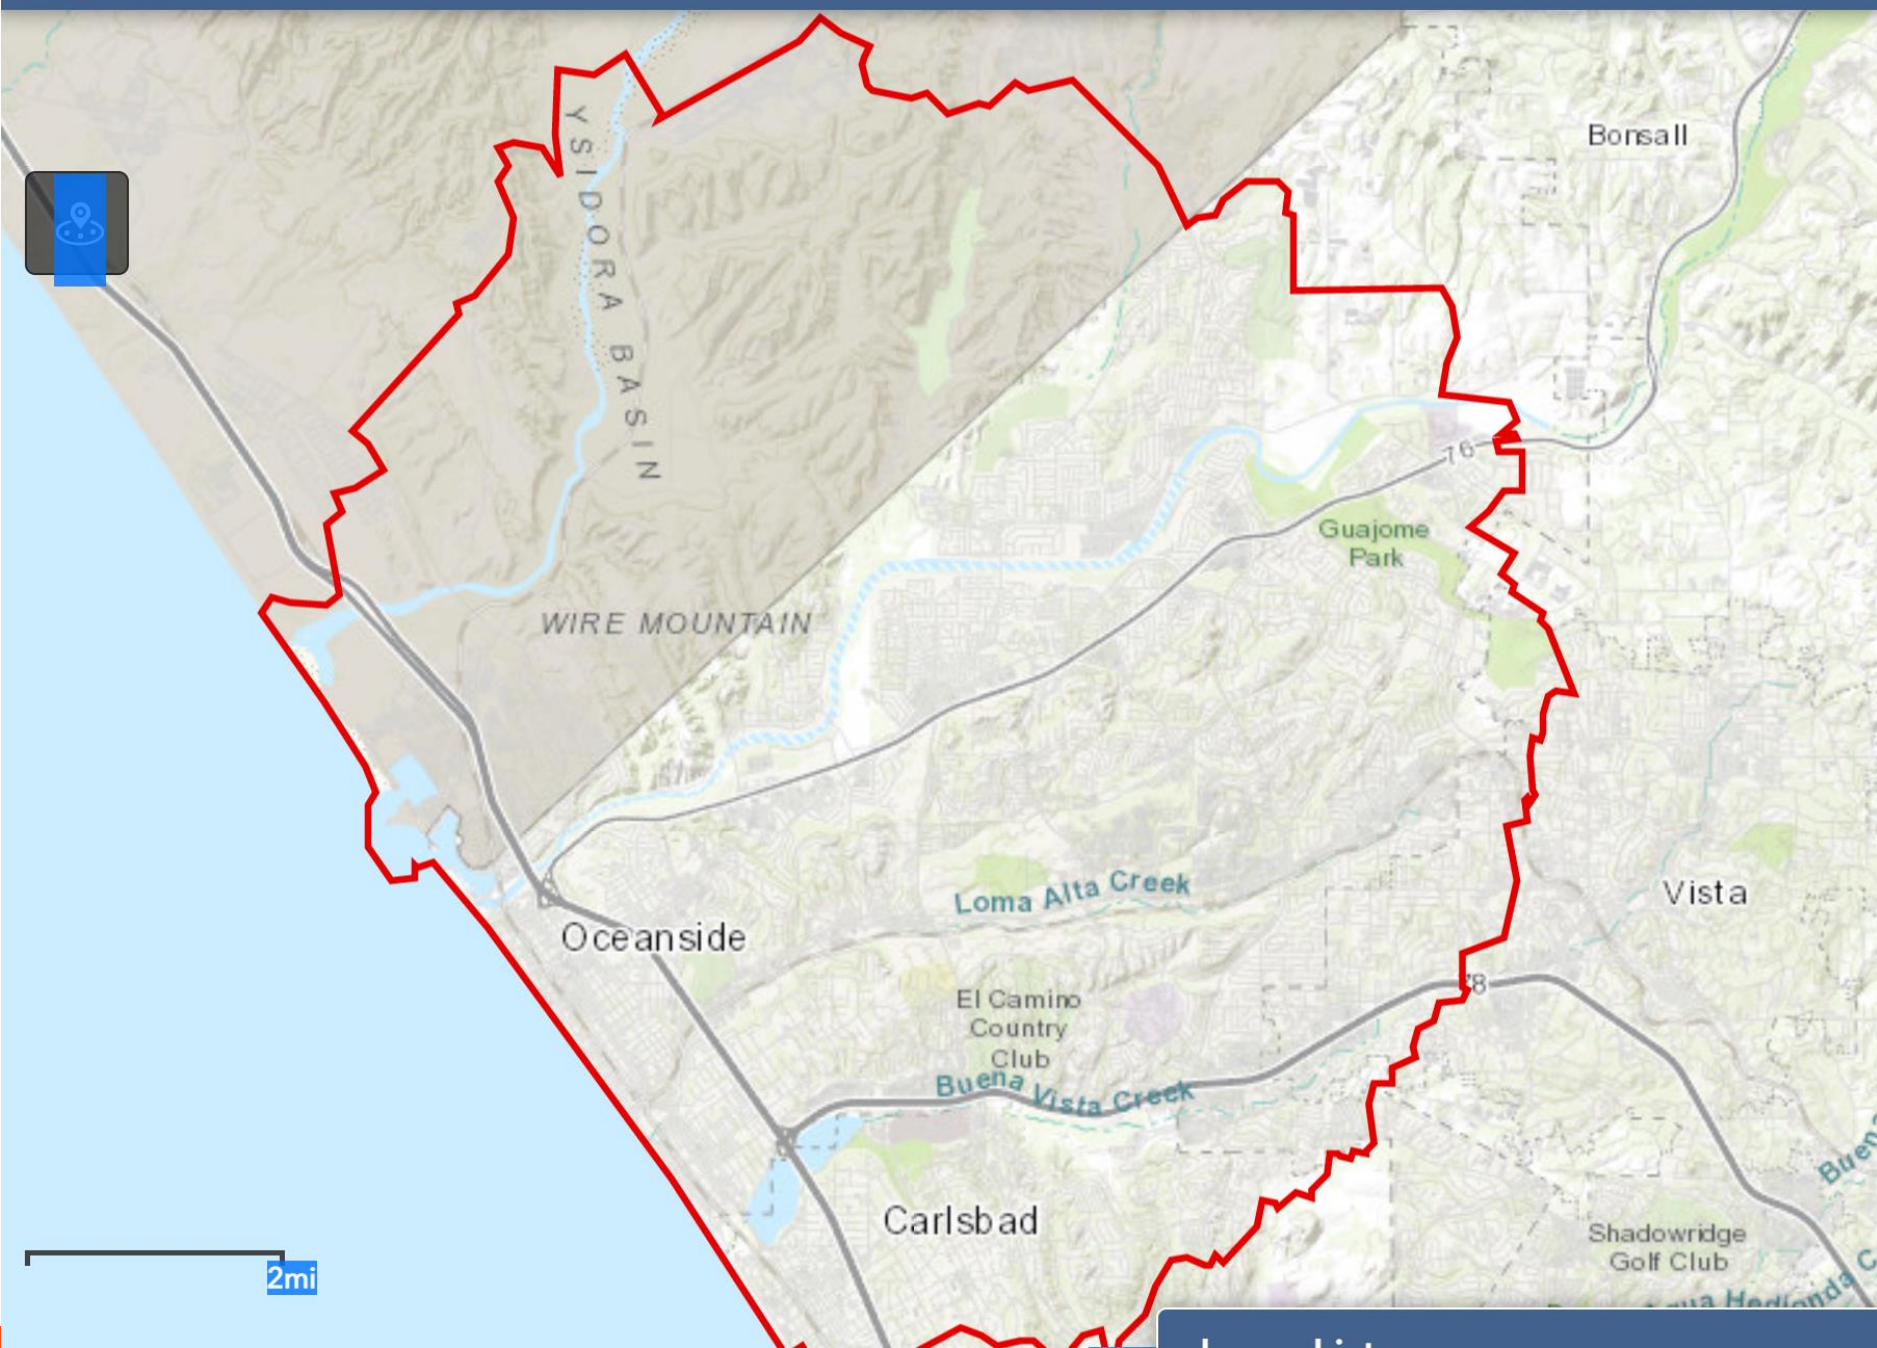 Bonsall
YSIDORA BASIN
76
Guajome
Park
WIRE MOUNTAIN
Loma Alta Creek
Vista
Oceanside
78
El Camino
Country
Club
Buena Vista Creek
Carlsbad
Shadowridge
Golf Club
2mi